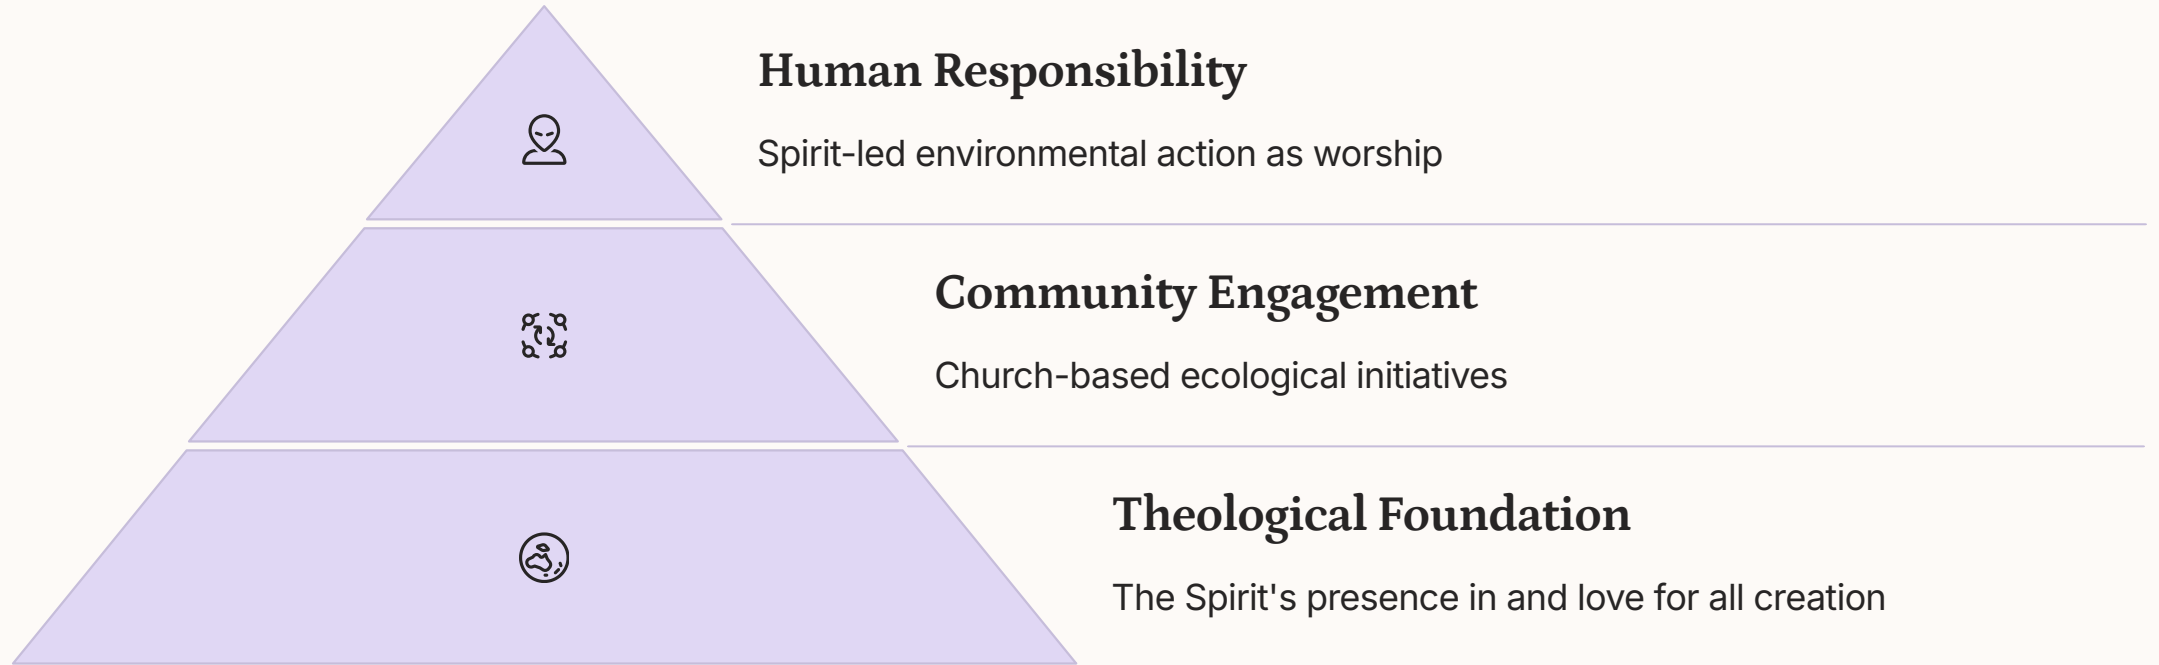 Human Responsibility
Spirit-led environmental action as worship
Community Engagement
Church-based ecological initiatives
Theological Foundation
The Spirit's presence in and love for all creation